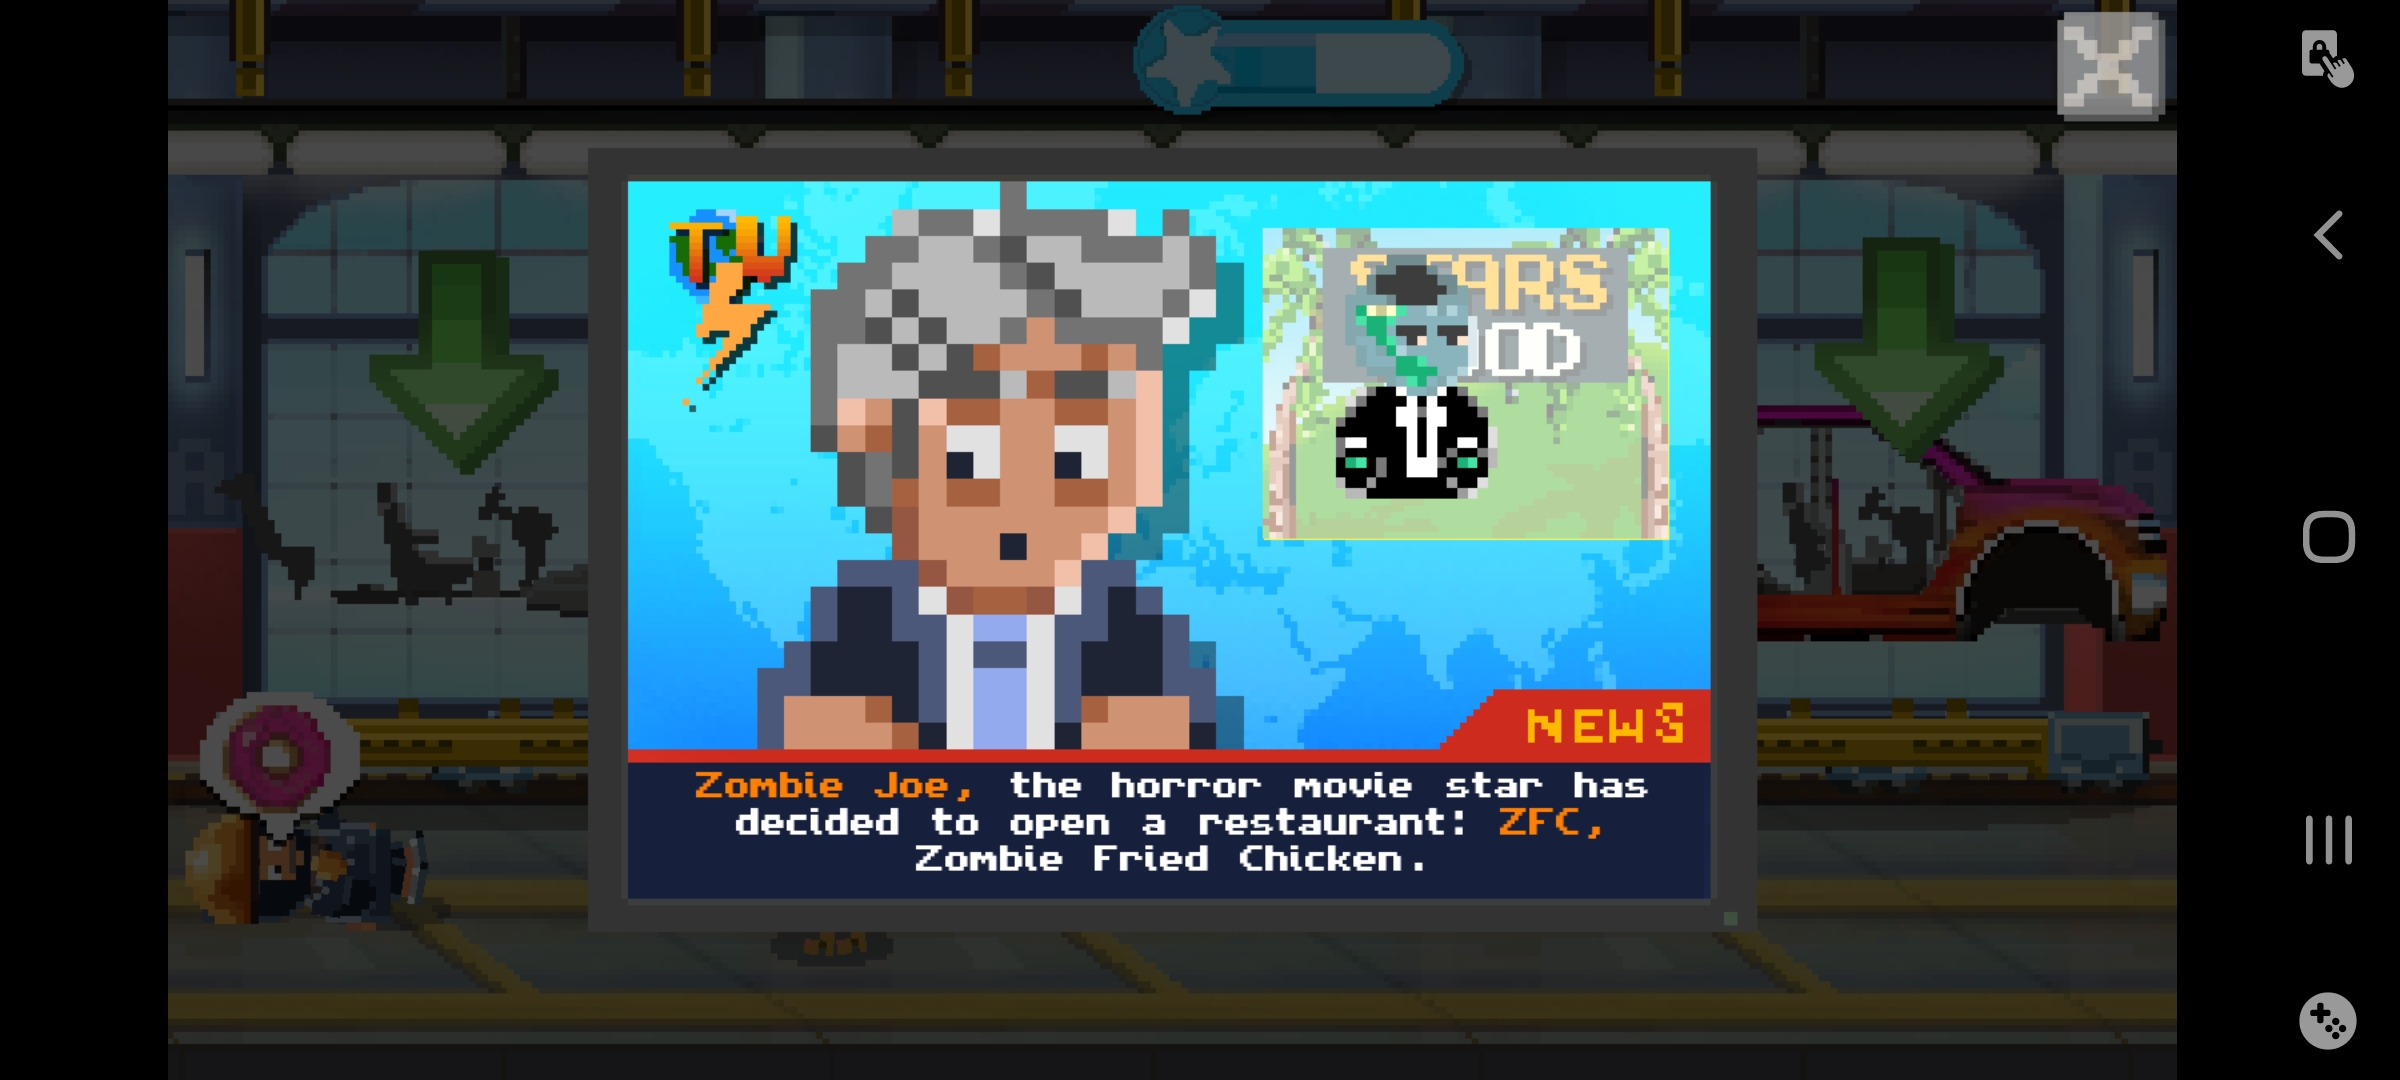 TV
NEWS
Zombie Joe, the horror movie star has
decided to open a restaurant: ZFC,
Zombie Fried Chicken.